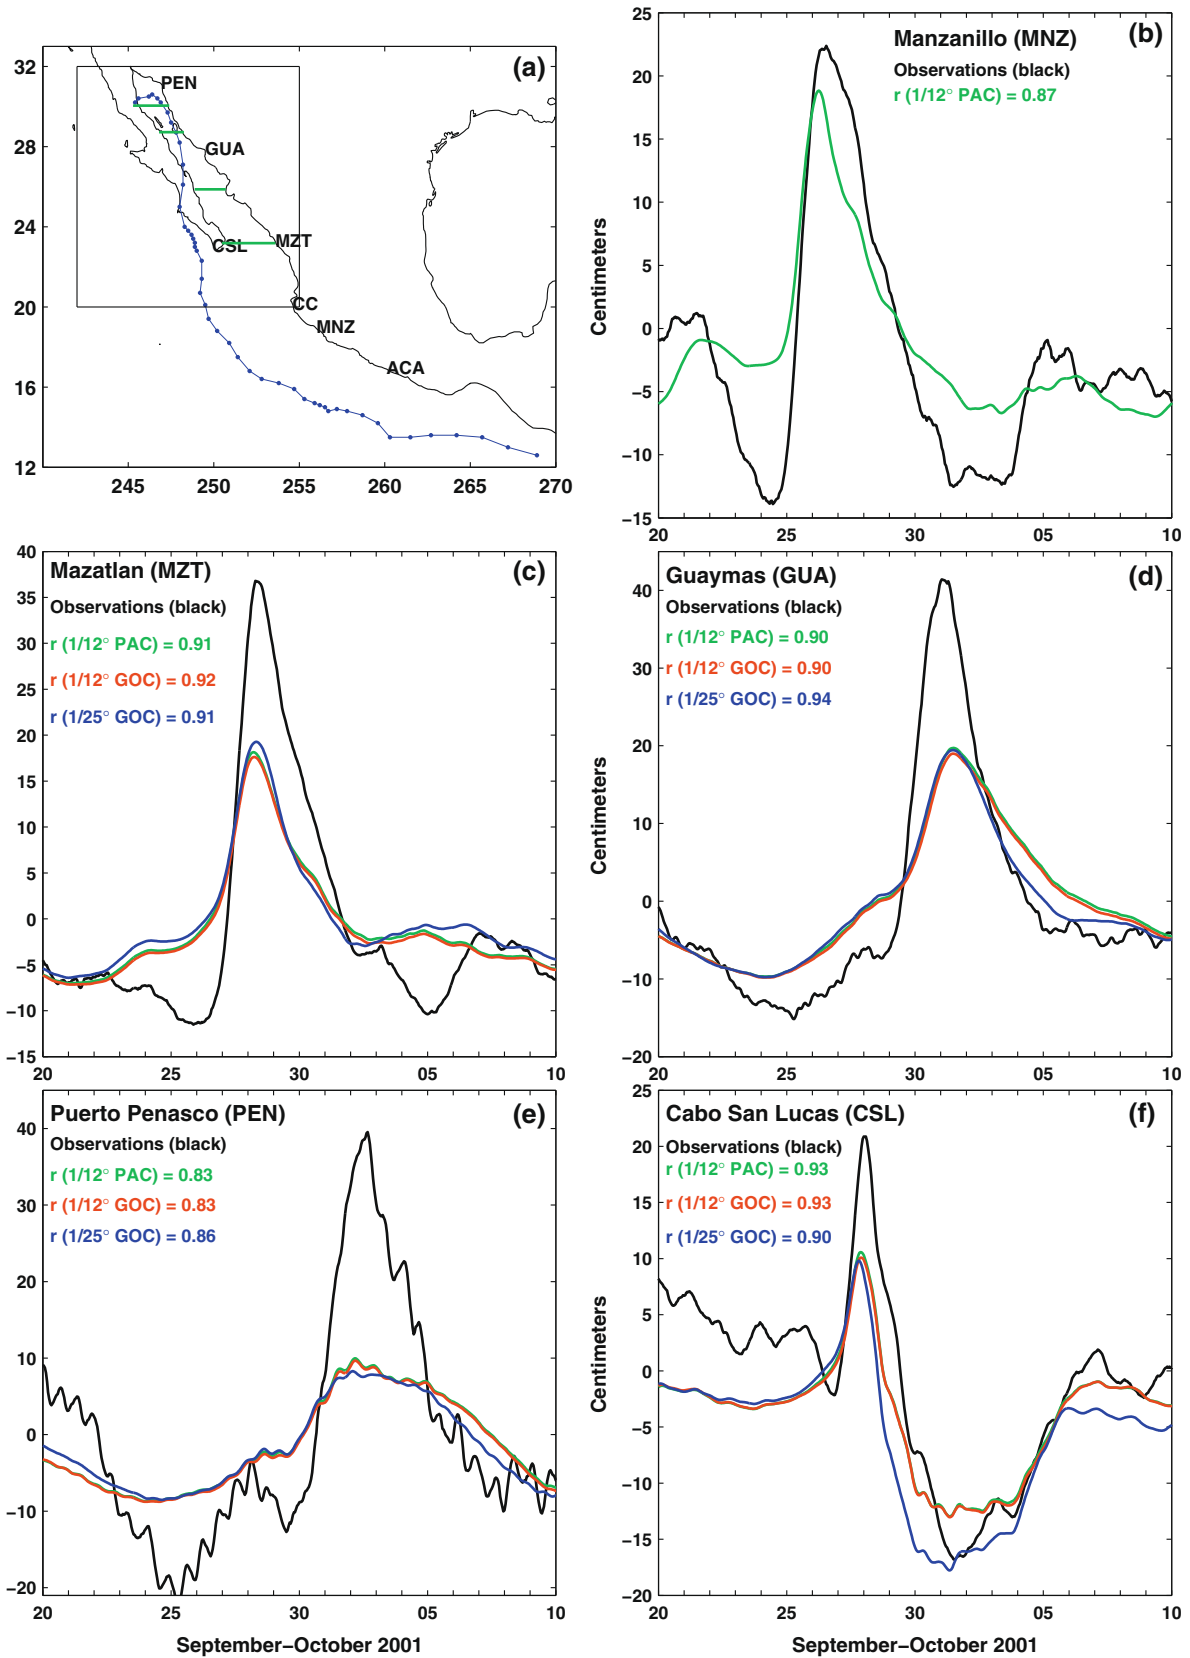 (a)
32
28
24
20
16
12
245
250
255
260
265
270
PEN
GUA
CSL
MZT
CC
MNZ
ACA
(b)
Manzanillo (MNZ)
Observations (black)
r (1/12° PAC) = 0.87
Centimeters
25
20
15
10
5
0
−5
−10
−15
20
25
30
05
10
(c)
Mazatlan (MZT)
Observations (black)
r (1/12° PAC) = 0.91
r (1/12° GOC) = 0.92
r (1/25° GOC) = 0.91
40
35
30
25
20
15
10
5
0
−5
−10
−15
20
25
30
05
10
(d)
Guaymas (GUA)
Observations (black)
r (1/12° PAC) = 0.90
r (1/12° GOC) = 0.90
r (1/25° GOC) = 0.94
Centimeters
40
30
20
10
0
−10
−20
20
25
30
05
10
(e)
Puerto Penasco (PEN)
Observations (black)
r (1/12° PAC) = 0.83
r (1/12° GOC) = 0.83
r (1/25° GOC) = 0.86
40
30
20
10
0
−10
−20
20
25
30
05
10
September−October 2001
(f)
Cabo San Lucas (CSL)
Observations (black)
r (1/12° PAC) = 0.93
r (1/12° GOC) = 0.93
r (1/25° GOC) = 0.90
Centimeters
25
20
15
10
5
0
−5
−10
−15
−20
20
25
30
05
10
September−October 2001